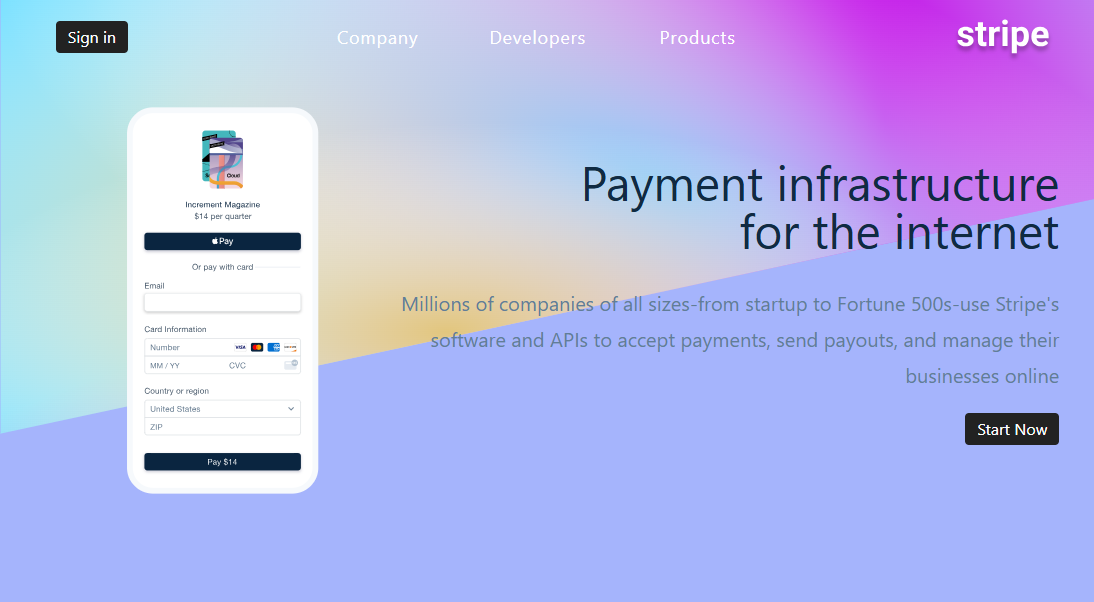 Sign in
Company
Developers
Products
stripe
Payment infrastructure
for the internet
Millions of companies of all sizes-from startup to Fortune 500s-use Stripe's
software and APIs to accept payments, send payouts, and manage their
businesses online
Start Now
Cloud
Increment Magazine
$14 per quarter
Pay
Or pay with card
Email
Card Information
Number
VISA
MM / YY
CVC
Country or region
United States
ZIP
Pay $14